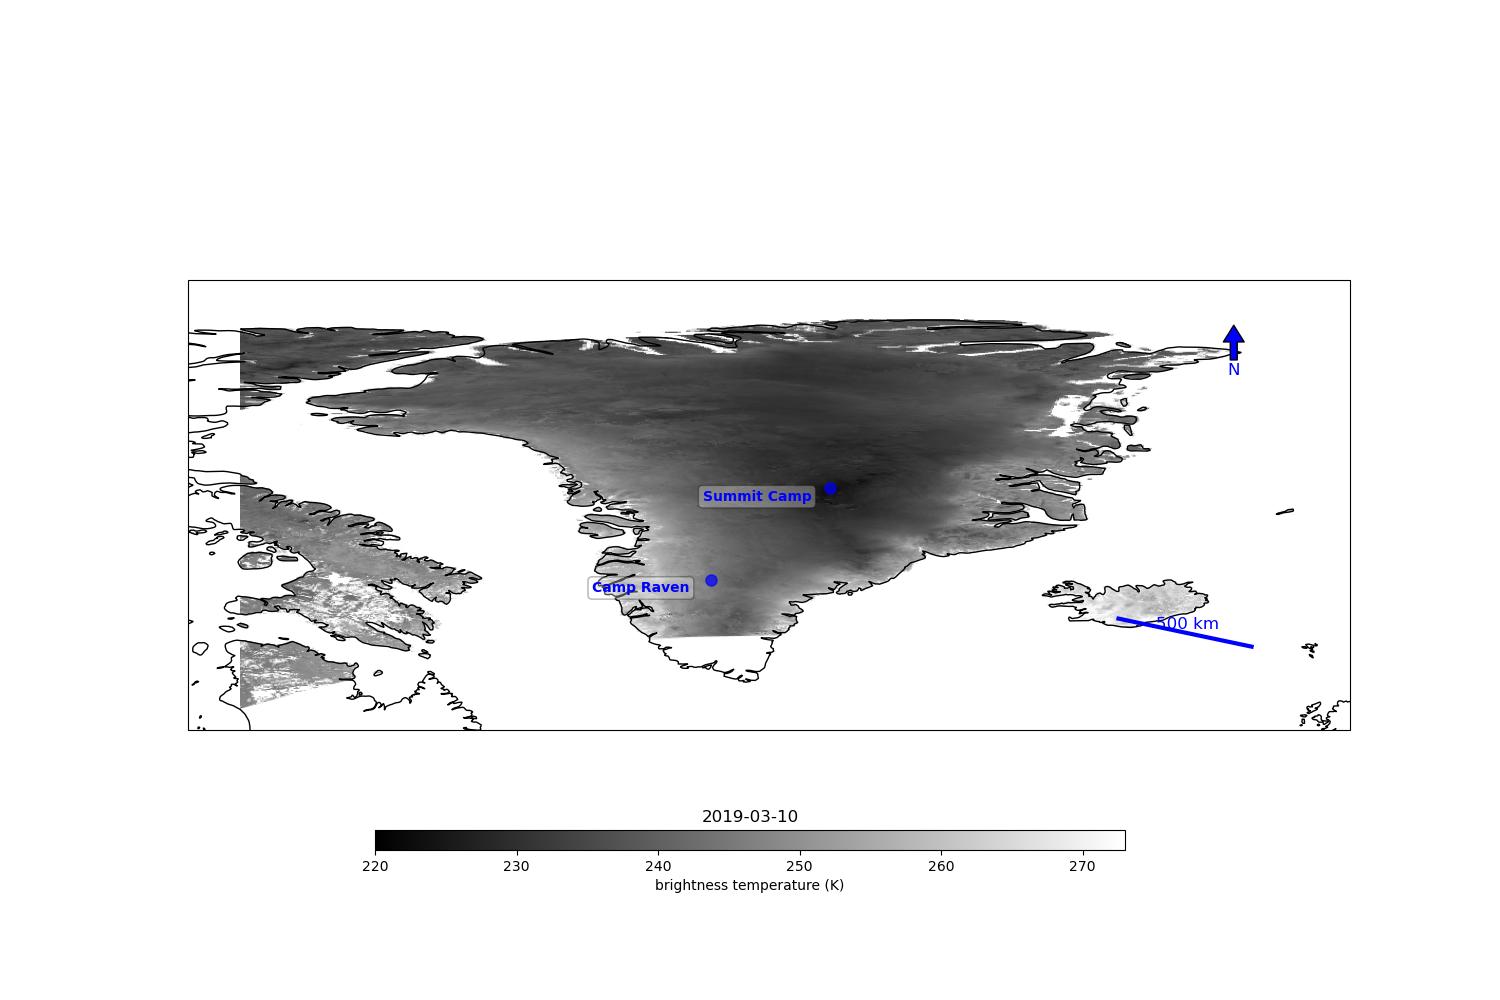 N
Summit Camp
Camp Raven
500 km
2019-03-10
220 230 240 250 260 270
brightness temperature (K)